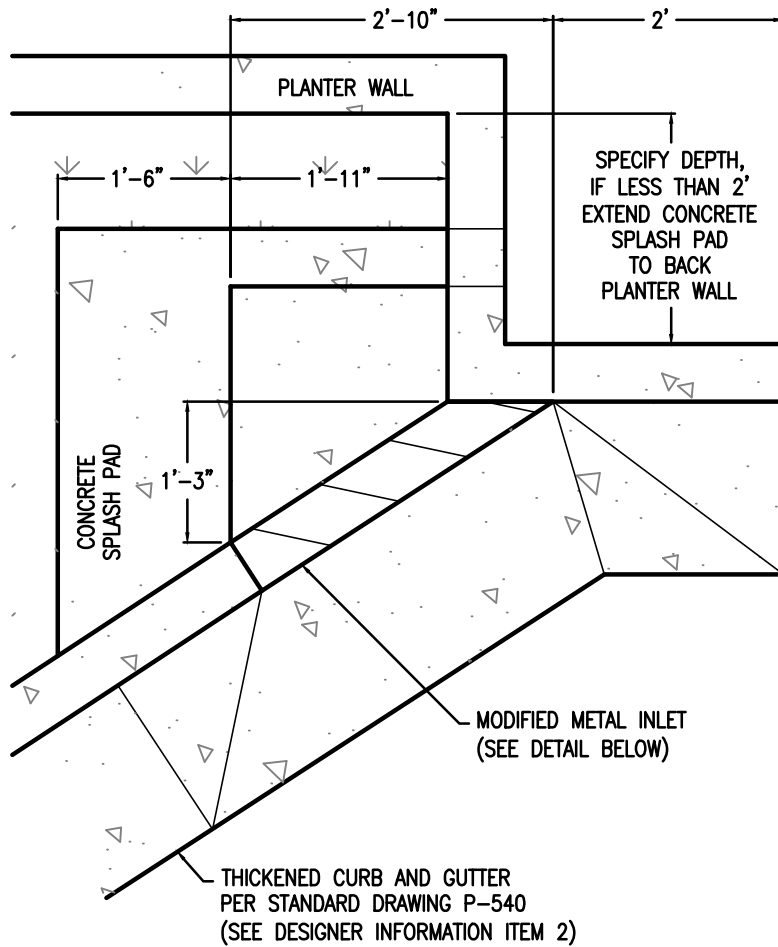 2'-10"
2'
PLANTER WALL
1'-6"
1'-11"
SPECIFY DEPTH,
IF LESS THAN 2'
EXTEND CONCRETE
SPLASH PAD
TO BACK
PLANTER WALL
CONCRETE
SPLASH PAD
1'-3"
MODIFIED METAL INLET
(SEE DETAIL BELOW)
THICKENED CURB AND GUTTER
PER STANDARD DRAWING P-540
(SEE DESIGNER INFORMATION ITEM 2)